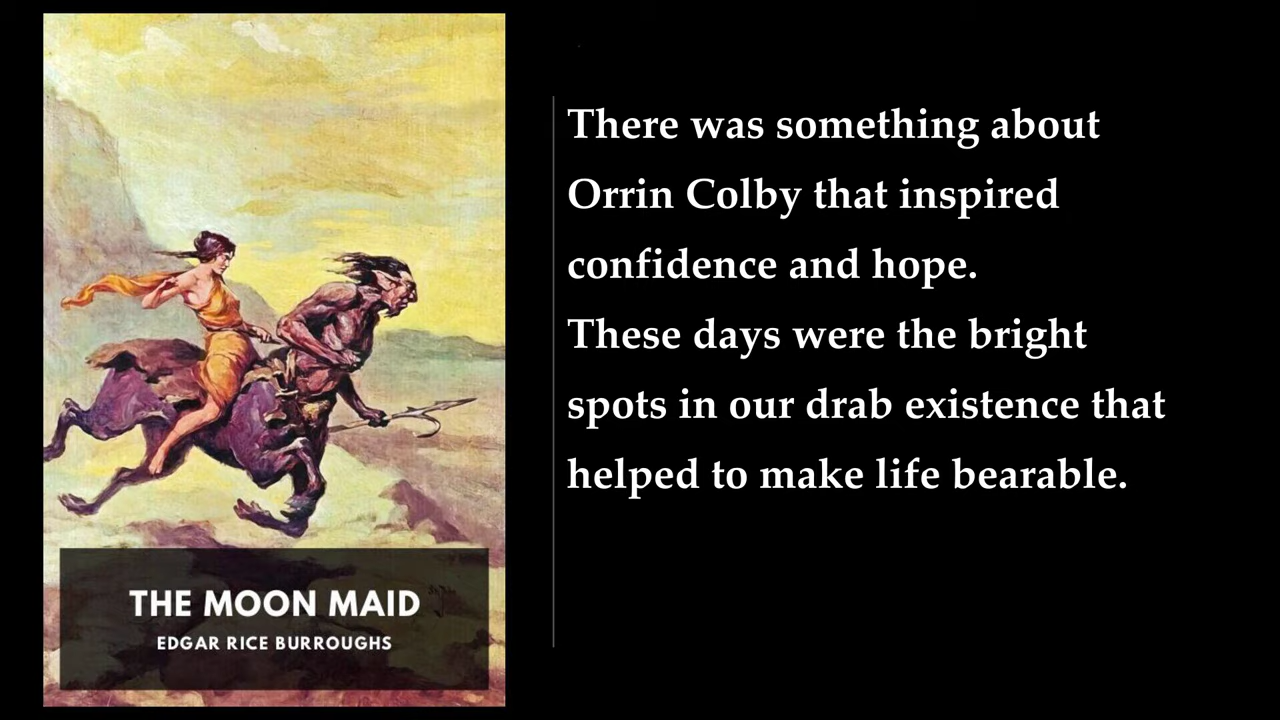 THE MOON MAID
EDGAR RICE BURROUGHS
There was something about
Orrin Colby that inspired
confidence and hope.
These days were the bright
spots in our drab existence that
helped to make life bearable.